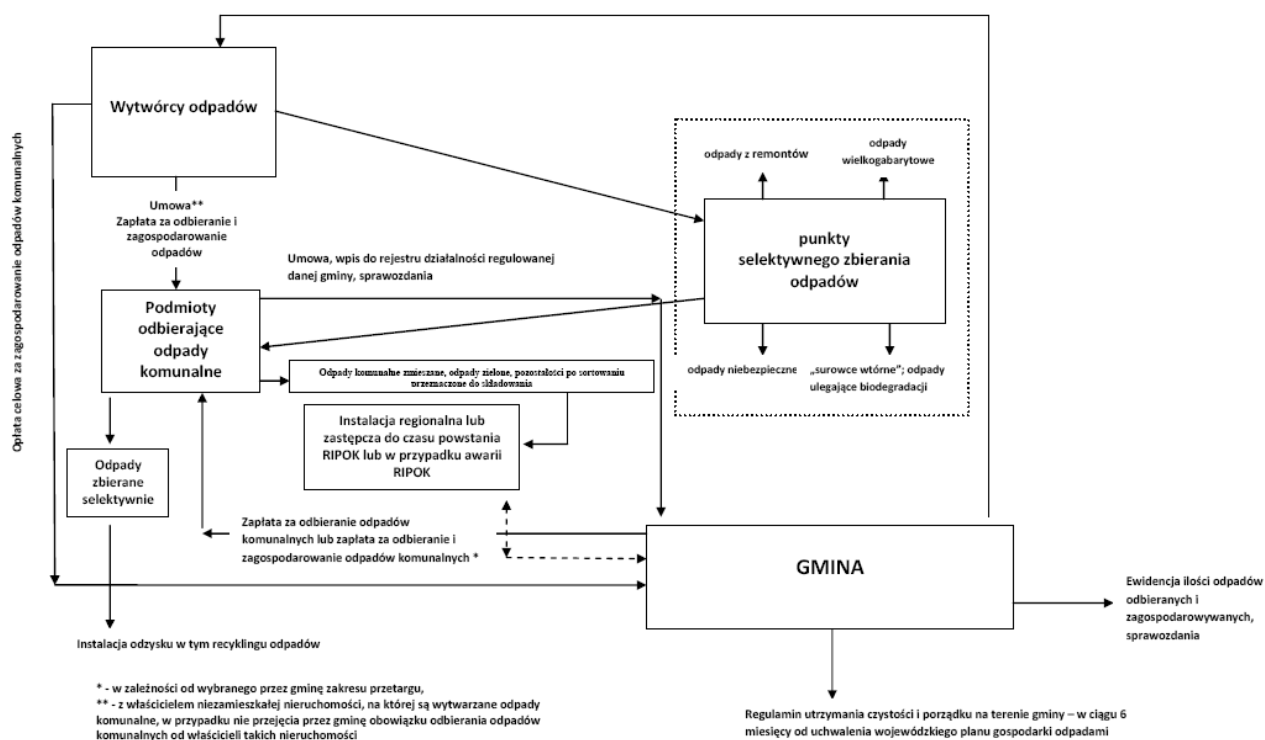 Wytwórcy odpadów
Opłata celowa za zagospodarowanie odpadów komunalnych
odpady z remontów
odpady
wielkogabarytowe
Umowa**
Zapłata za odbieranie i
zagospodarowanie
odpadów
punkty
selektywnego zbierania
odpadów
Umowa, wpis do rejestru działalności regulowanej
danej gminy, sprawozdania
Podmioty
odbierające
odpady
komunalne
odpady niebezpieczne
„surowce wtórne”; odpady
ulegające biodegradacji
Odpady komunalne zmieszane, odpady zielone, pozostałości po sortowaniu
przeznaczone do składowania
Instalacja regionalna lub
zastępcza do czasu powstania
RIPOK lub w przypadku awarii
RIPOK
Odpady
zbierane
selektywnie
Zapłata za odbieranie odpadów
komunalnych lub zapłata za odbieranie i
zagospodarowanie odpadów komunalnych *
GMINA
Ewidencja ilości odpadów
odbieranych i
zagospodarowywanych,
sprawozdania
Instalacja odzysku w tym recyklingu odpadów
* - w zależności od wybranego przez gminę zakresu przetargu,
** - z właścicielem niezamieszkałej nieruchomości, na której są wytwarzane odpady
komunalne, w przypadku nie przejęcia przez gminę obowiązku odbierania odpadów
komunalnych od właścicieli takich nieruchomości
Regulamin utrzymania czystości i porządku na terenie gminy – w ciągu 6
miesięcy od uchwalenia wojewódzkiego planu gospodarki odpadami